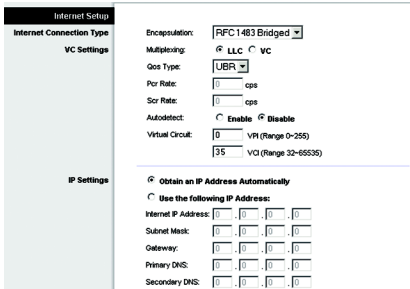 Internet Setup
Internet Connection Type
Encapsulation: RFC 1483 Bridged
VC Settings
Multiplexing: LLC VC
Qos Type: UBR
Pcr Rate: 0 cps
Scr Rate: 0 cps
Autodetect: Enable Disable
Virtual Circuit: 0 VPI (Range 0~255)
35 VCI (Range 32~65535)
IP Settings
Obtain an IP Address Automatically
Use the following IP Address:
Internet IP Address: 0 . 0 . 0 . 0
Subnet Mask: 0 . 0 . 0 . 0
Gateway: 0 . 0 . 0 . 0
Primary DNS: 0 . 0 . 0 . 0
Secondary DNS: 0 . 0 . 0 . 0